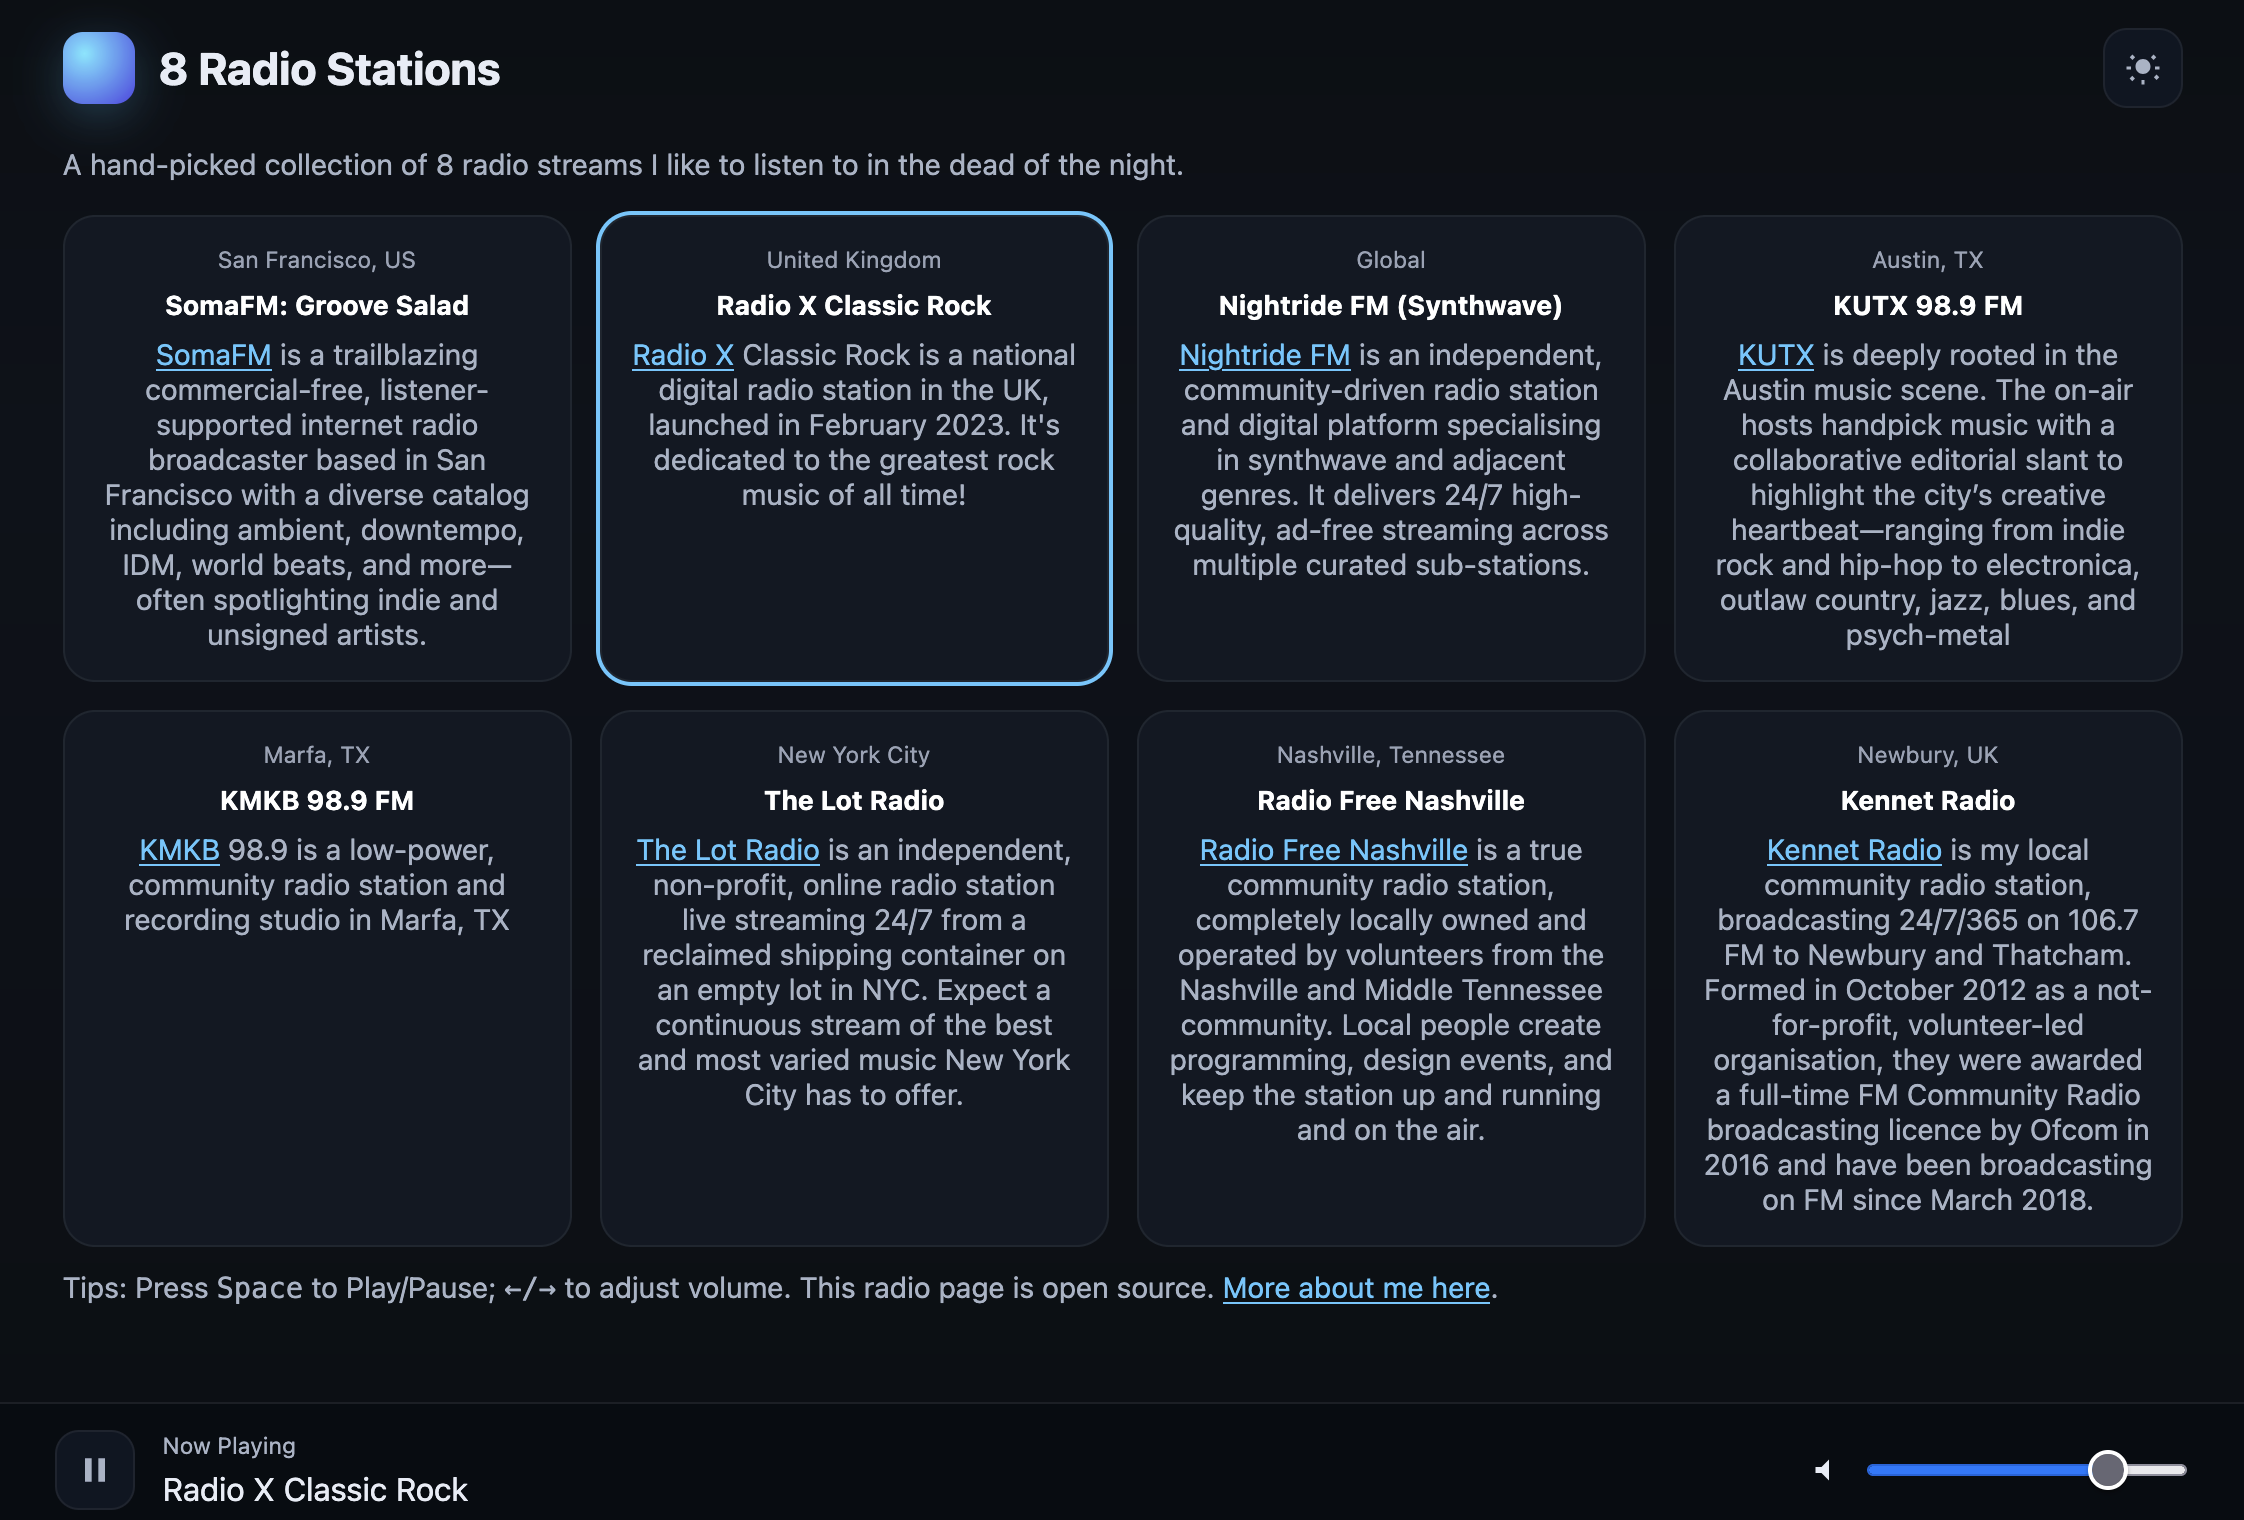 8 Radio Stations
A hand-picked collection of 8 radio streams I like to listen to in the dead of the night.
San Francisco, US
SomaFM: Groove Salad
SomaFM is a trailblazing
commercial-free, listener-
supported internet radio
broadcaster based in San
Francisco with a diverse catalog
including ambient, downtempo,
IDM, world beats, and more—
often spotlighting indie and
unsigned artists.
United Kingdom
Radio X Classic Rock
Radio X Classic Rock is a national
digital radio station in the UK,
launched in February 2023. It's
dedicated to the greatest rock
music of all time!
Global
Nightride FM (Synthwave)
Nightride FM is an independent,
community-driven radio station
and digital platform specialising
in synthwave and adjacent
genres. It delivers 24/7 high-
quality, ad-free streaming across
multiple curated sub-stations.
Austin, TX
KUTX 98.9 FM
KUTX is deeply rooted in the
Austin music scene. The on-air
hosts handpick music with a
collaborative editorial slant to
highlight the city’s creative
heartbeat—ranging from indie
rock and hip-hop to electronica,
outlaw country, jazz, blues, and
psych-metal
Marfa, TX
KMKB 98.9 FM
KMKB 98.9 is a low-power,
community radio station and
recording studio in Marfa, TX
New York City
The Lot Radio
The Lot Radio is an independent,
non-profit, online radio station
live streaming 24/7 from a
reclaimed shipping container on
an empty lot in NYC. Expect a
continuous stream of the best
and most varied music New York
City has to offer.
Nashville, Tennessee
Radio Free Nashville
Radio Free Nashville is a true
community radio station,
completely locally owned and
operated by volunteers from the
Nashville and Middle Tennessee
community. Local people create
programming, design events, and
keep the station up and running
and on the air.
Newbury, UK
Kennet Radio
Kennet Radio is my local
community radio station,
broadcasting 24/7/365 on 106.7
FM to Newbury and Thatcham.
Formed in October 2012 as a not-
for-profit, volunteer-led
organisation, they were awarded
a full-time FM Community Radio
broadcasting licence by Ofcom in
2016 and have been broadcasting
on FM since March 2018.
Tips: Press Space to Play/Pause; ←/→ to adjust volume. This radio page is open source. More about me here.
Now Playing
Radio X Classic Rock